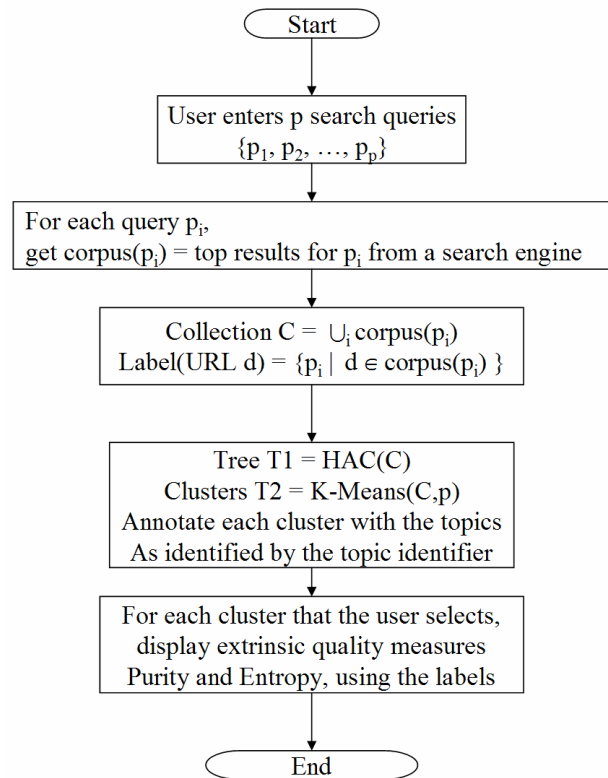 Start
User enters p search queries
{p₁, p₂, …, pₚ}
For each query pᵢ,
get corpus(pᵢ) = top results for pᵢ from a search engine
Collection C = ∪ᵢ corpus(pᵢ)
Label(URL d) = {pᵢ | d ∈ corpus(pᵢ) }
Tree T1 = HAC(C)
Clusters T2 = K-Means(C,p)
Annotate each cluster with the topics
As identified by the topic identifier
For each cluster that the user selects,
display extrinsic quality measures
Purity and Entropy, using the labels
End